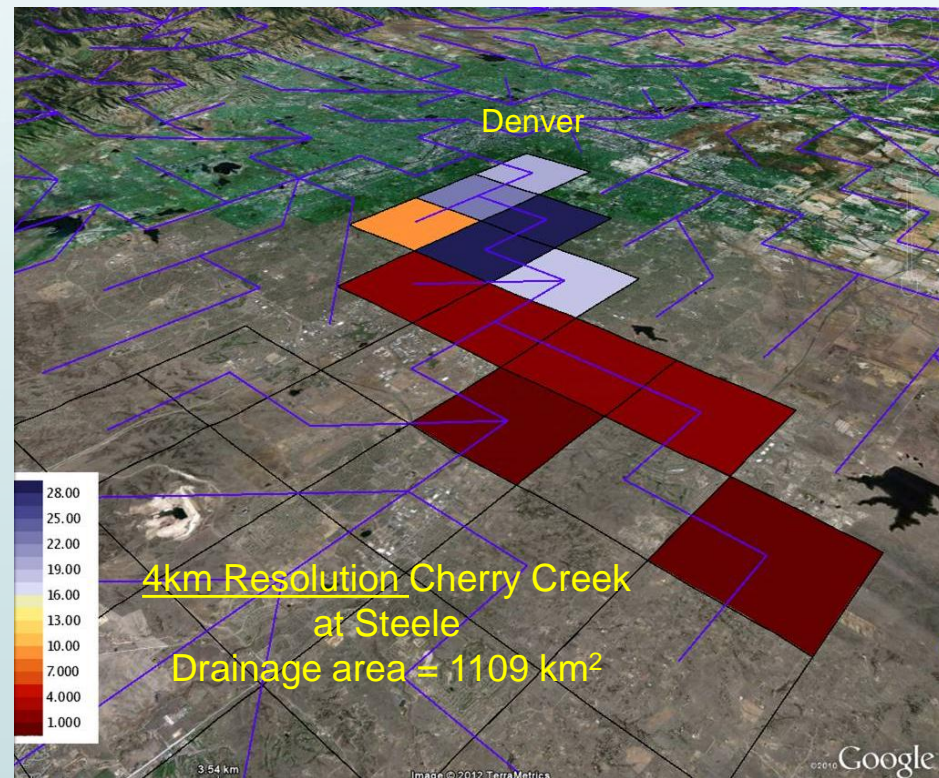 Denver
28.00
25.00
22.00
19.00
16.00
13.00
10.00
7.000
4.000
1.000
4km Resolution Cherry Creek
at Steele
Drainage area = 1109 km²
3.54 km
Image © 2012 TerraMetrics
©2010 Google